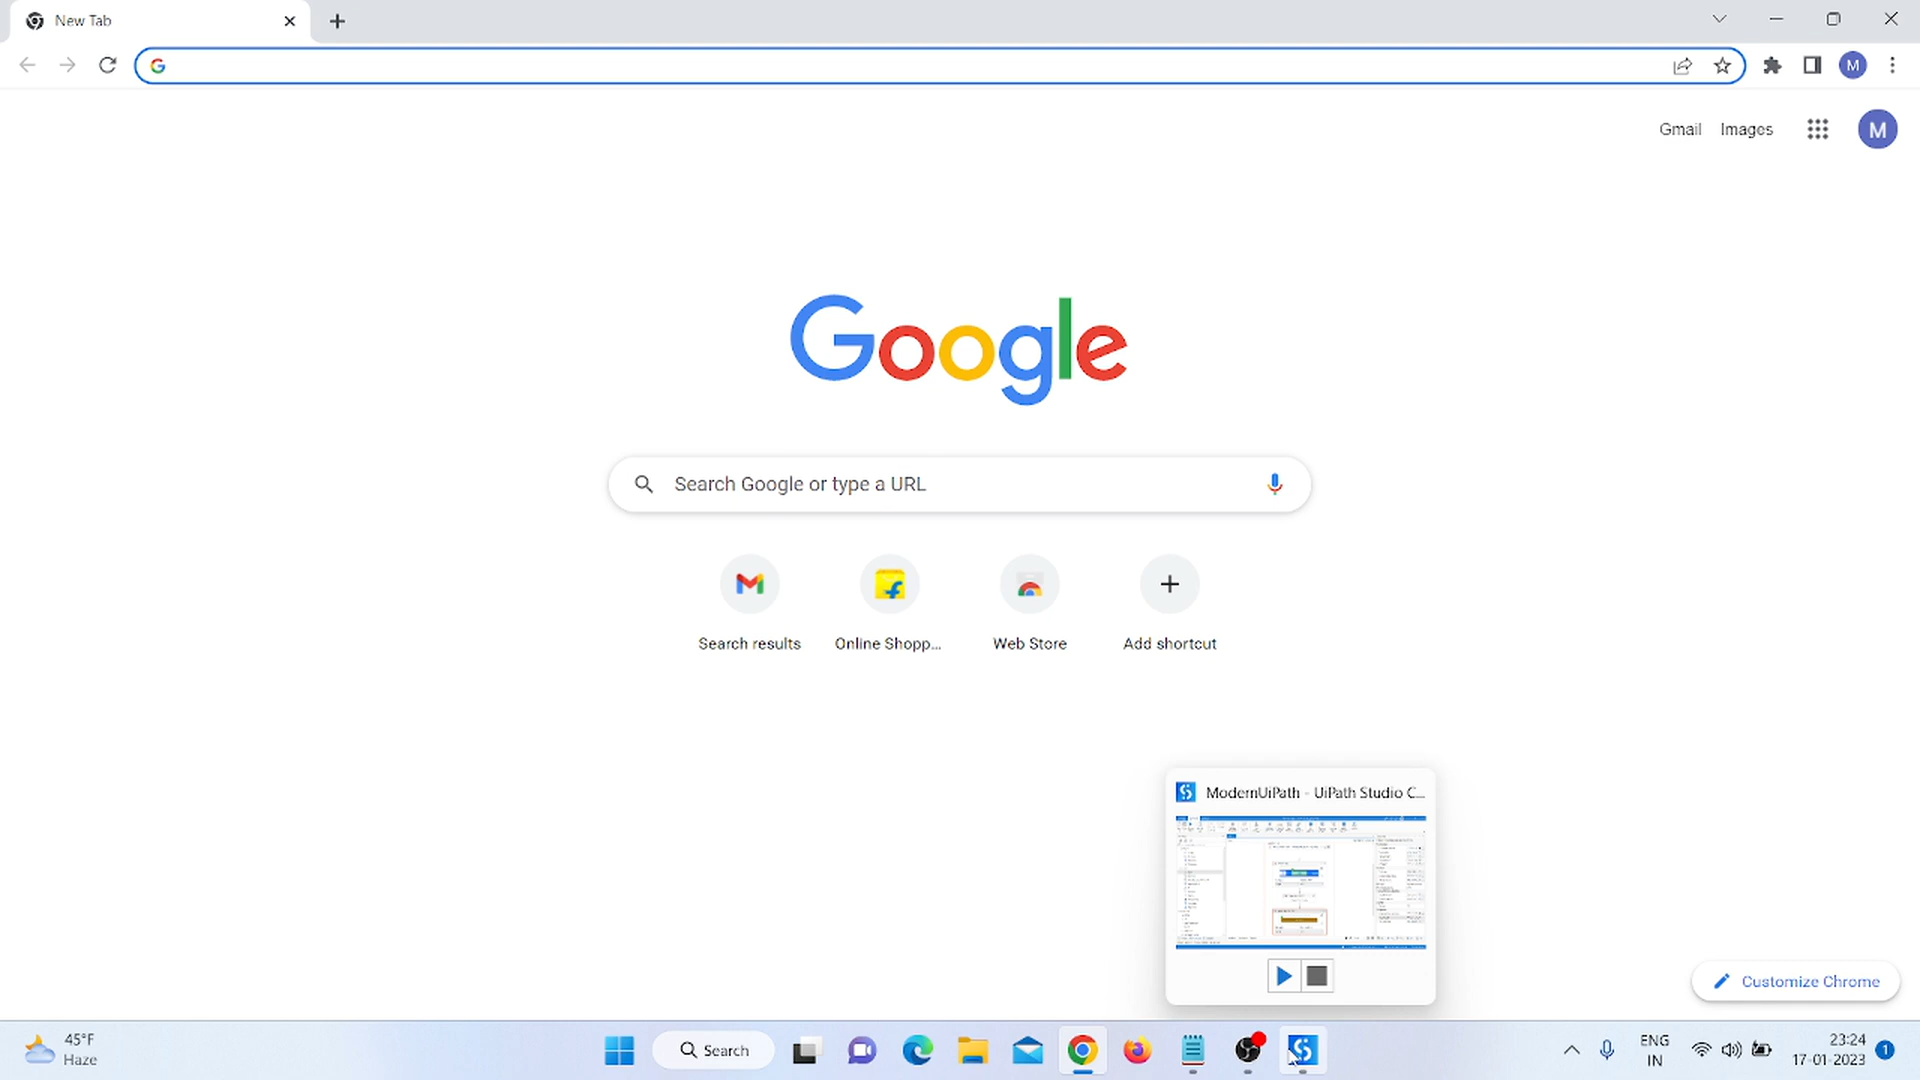 New Tab
Gmail Images
M
M
Google
Search Google or type a URL
Search results
Online Shopp...
Web Store
Add shortcut
ModernUiPath - UiPath Studio C...
Customize Chrome
45°F
Haze
Search
ENG
IN
23:24
17-01-2023
1